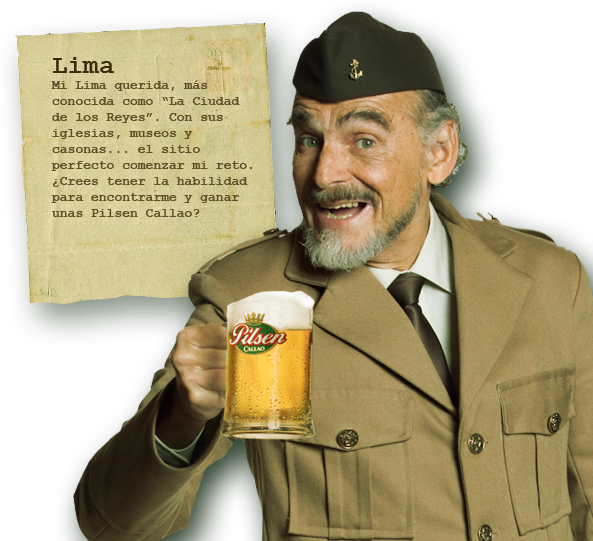 Lima
Mi Lima querida, más
conocida como “La Ciudad
de los Reyes”. Con sus
iglesias, museos y
casonas... el sitio
perfecto comenzar mi reto.
¿Crees tener la habilidad
para encontrarme y ganar
unas Pilsen Callao?
Pilsen
CALLAO